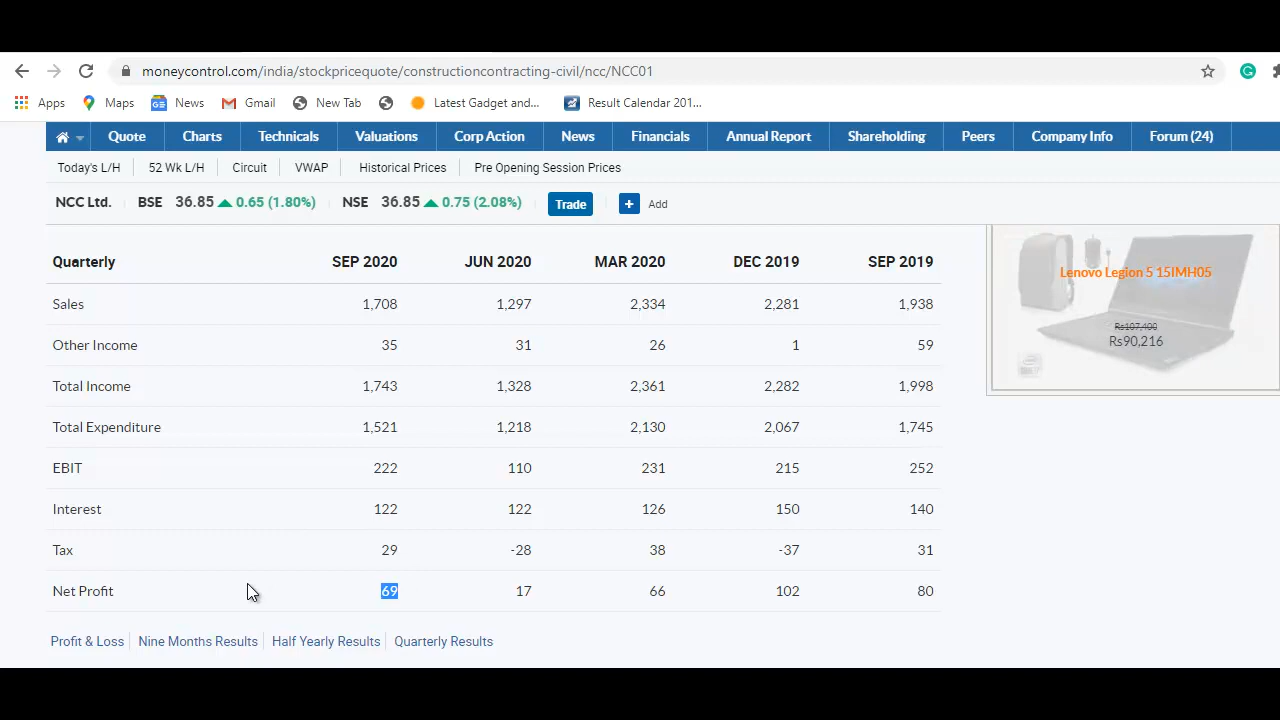 moneycontrol.com/india/stockpricequote/constructioncontracting-civil/ncc/NCC01
Apps Maps News Gmail New Tab Latest Gadget and... Result Calendar 201...
Quote Charts Technicals Valuations Corp Action News Financials Annual Report Shareholding Peers Company Info Forum (24)
Today's L/H 52 Wk L/H Circuit VWAP Historical Prices Pre Opening Session Prices
NCC Ltd. BSE 36.85 0.65 (1.80%) NSE 36.85 0.75 (2.08%) Trade + Add
Quarterly SEP 2020 JUN 2020 MAR 2020 DEC 2019 SEP 2019
Sales 1,708 1,297 2,334 2,281 1,938
Other Income 35 31 26 1 59
Total Income 1,743 1,328 2,361 2,282 1,998
Total Expenditure 1,521 1,218 2,130 2,067 1,745
EBIT 222 110 231 215 252
Interest 122 122 126 150 140
Tax 29 -28 38 -37 31
Net Profit 69 17 66 102 80
Profit & Loss Nine Months Results Half Yearly Results Quarterly Results
Lenovo Legion 5 15IMH05
Rs107,400
Rs90,216